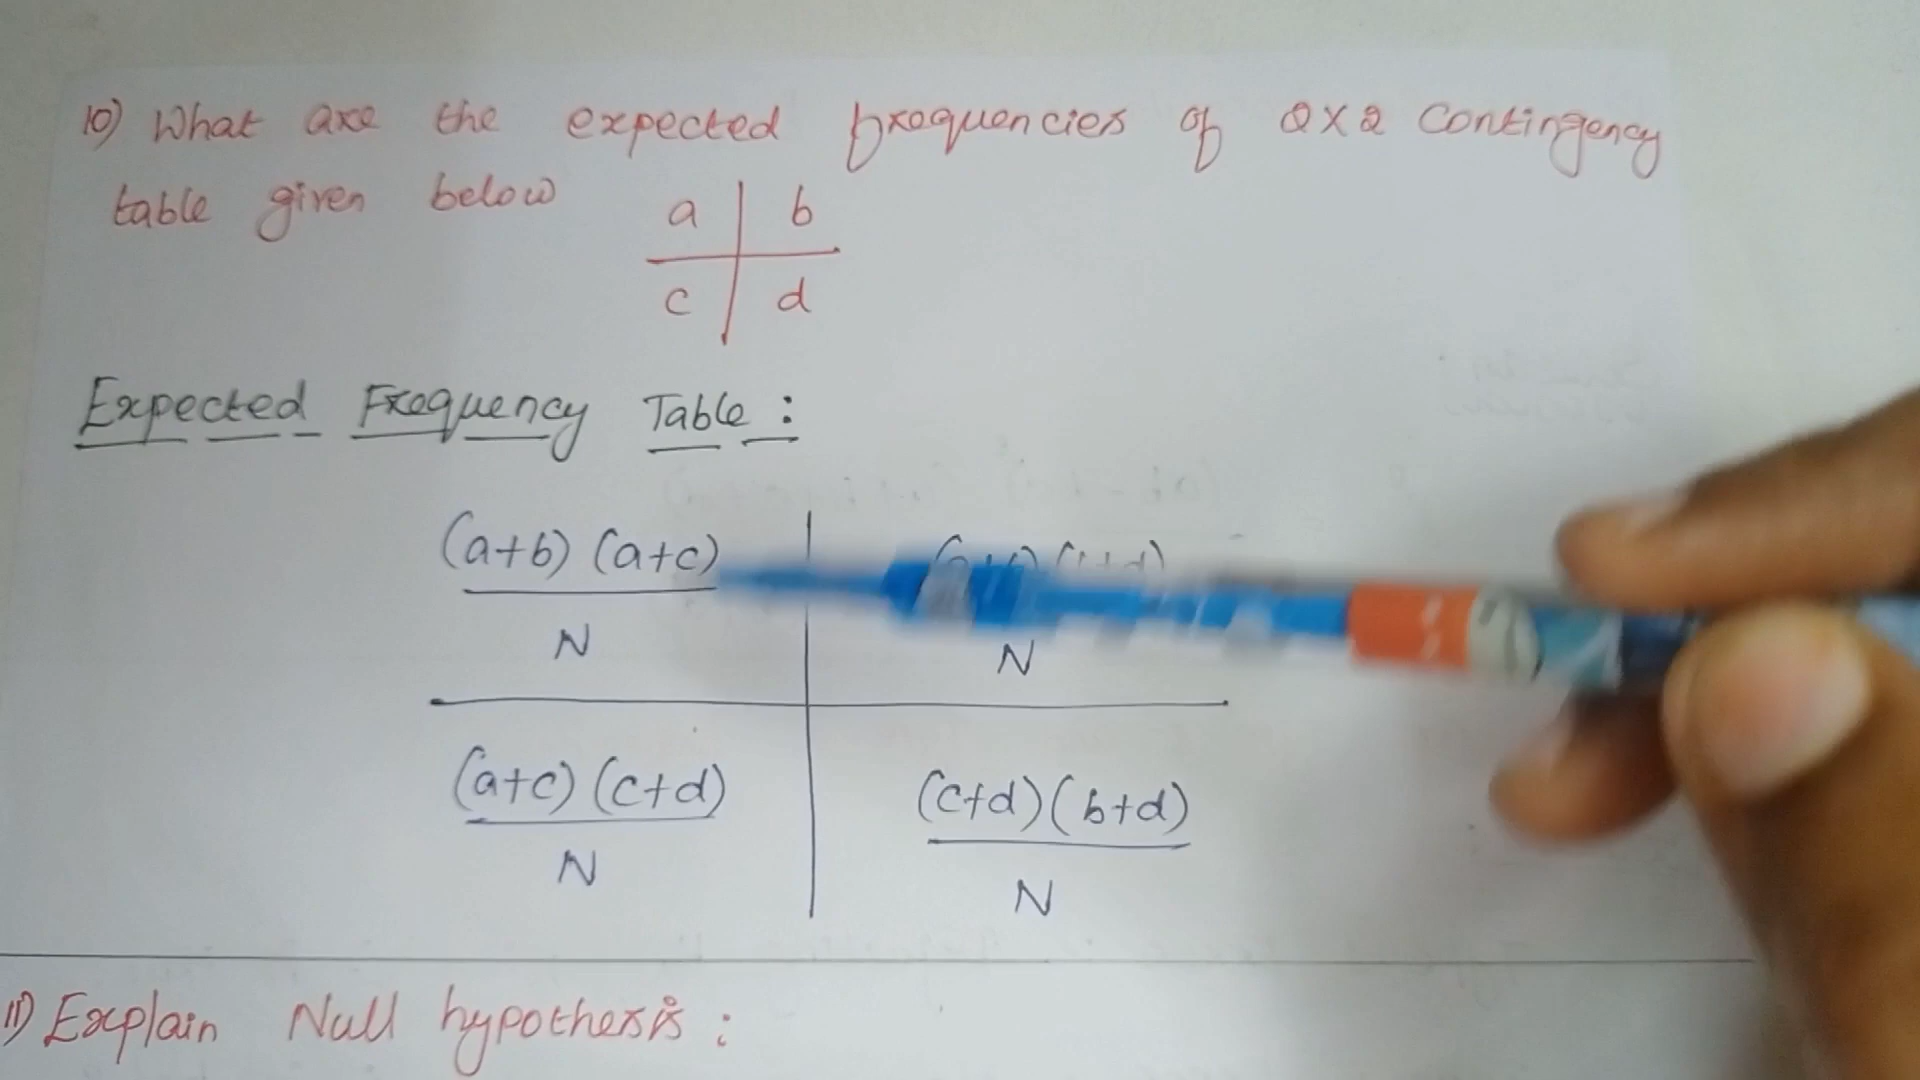 10) What are the expected frequencies of 2x2 contingency
table given below
a b
c d
Expected Frequency Table :
(a+b) (a+c)
N N
(a+c) (c+d) (c+d) (b+d)
N N
11) Explain Null hypothesis :